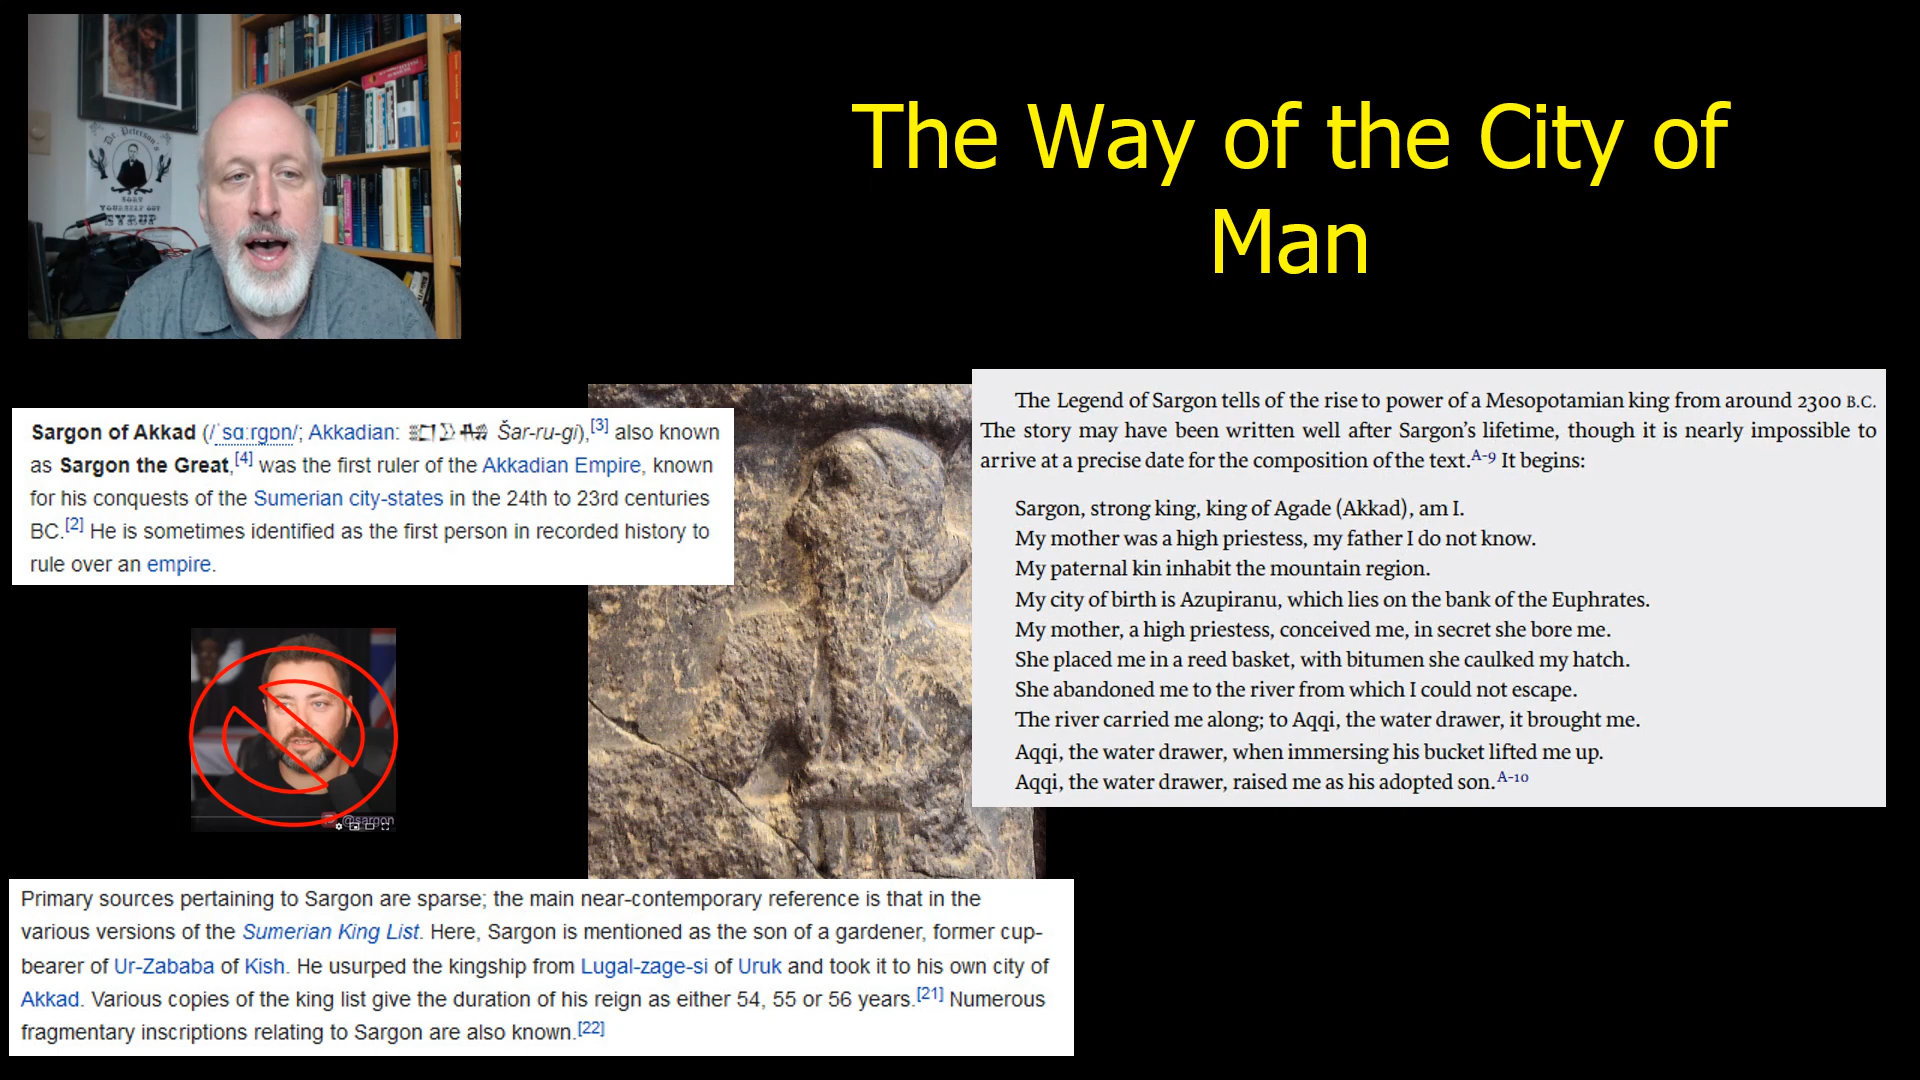 Dr. Peterson's
SORT
YOURSELF OUT
SYRUP
The Way of the City of
Man
Sargon of Akkad (/ˈsɑːrɡɒn/; Akkadian: Šar-ru-gi),[3] also known
as Sargon the Great,[4] was the first ruler of the Akkadian Empire, known
for his conquests of the Sumerian city-states in the 24th to 23rd centuries
BC.[2] He is sometimes identified as the first person in recorded history to
rule over an empire.
@sargon
The Legend of Sargon tells of the rise to power of a Mesopotamian king from around 2300 B.C.
The story may have been written well after Sargon's lifetime, though it is nearly impossible to
arrive at a precise date for the composition of the text.A-9 It begins:
Sargon, strong king, king of Agade (Akkad), am I.
My mother was a high priestess, my father I do not know.
My paternal kin inhabit the mountain region.
My city of birth is Azupiranu, which lies on the bank of the Euphrates.
My mother, a high priestess, conceived me, in secret she bore me.
She placed me in a reed basket, with bitumen she caulked my hatch.
She abandoned me to the river from which I could not escape.
The river carried me along; to Aqqi, the water drawer, it brought me.
Aqqi, the water drawer, when immersing his bucket lifted me up.
Aqqi, the water drawer, raised me as his adopted son.A-10
Primary sources pertaining to Sargon are sparse; the main near-contemporary reference is that in the
various versions of the Sumerian King List. Here, Sargon is mentioned as the son of a gardener, former cup-
bearer of Ur-Zababa of Kish. He usurped the kingship from Lugal-zage-si of Uruk and took it to his own city of
Akkad. Various copies of the king list give the duration of his reign as either 54, 55 or 56 years.[21] Numerous
fragmentary inscriptions relating to Sargon are also known.[22]